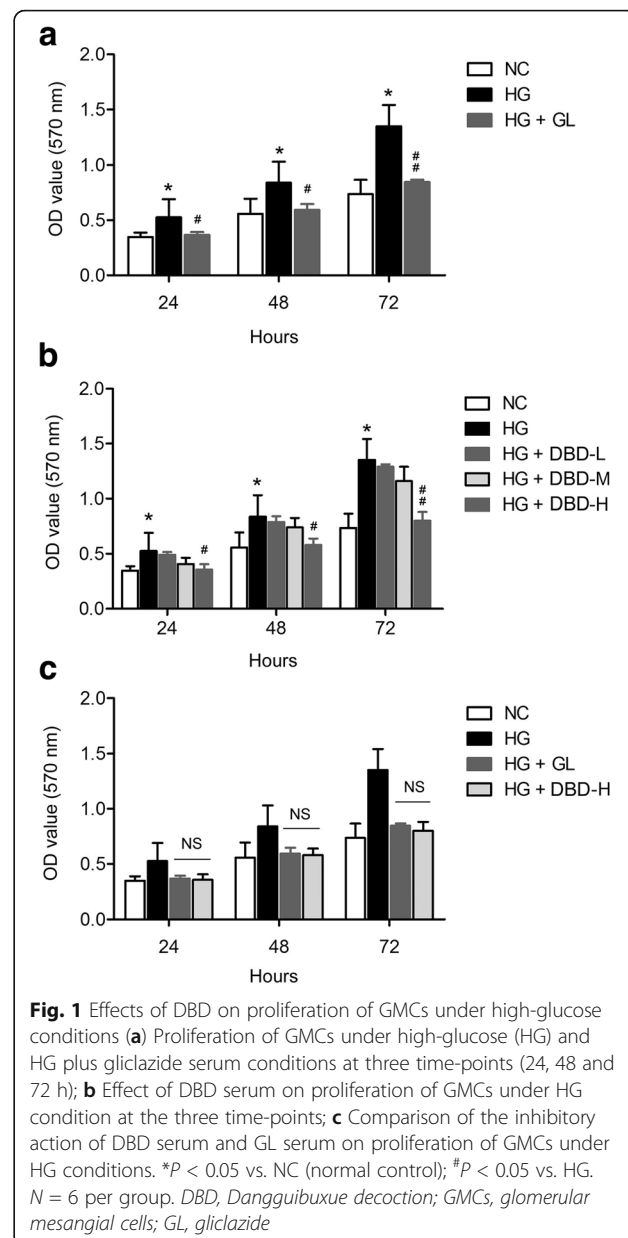 a
2.0
1.5
1.0
0.5
0.0
OD value (570 nm)
*
#
*
#
*
#
#
24 48 72
Hours
NC
HG
HG + GL
b
2.0
1.5
1.0
0.5
0.0
OD value (570 nm)
*
#
*
#
*
#
#
24 48 72
Hours
NC
HG
HG + DBD-L
HG + DBD-M
HG + DBD-H
c
2.0
1.5
1.0
0.5
0.0
OD value (570 nm)
NS
NS
NS
24 48 72
Hours
NC
HG
HG + GL
HG + DBD-H
Fig. 1 Effects of DBD on proliferation of GMCs under high-glucose
conditions (a) Proliferation of GMCs under high-glucose (HG) and
HG plus gliclazide serum conditions at three time-points (24, 48 and
72 h); b Effect of DBD serum on proliferation of GMCs under HG
condition at the three time-points; c Comparison of the inhibitory
action of DBD serum and GL serum on proliferation of GMCs under
HG conditions. *P < 0.05 vs. NC (normal control); #P < 0.05 vs. HG.
N = 6 per group. DBD, Dangguibuxue decoction; GMCs, glomerular
mesangial cells; GL, gliclazide